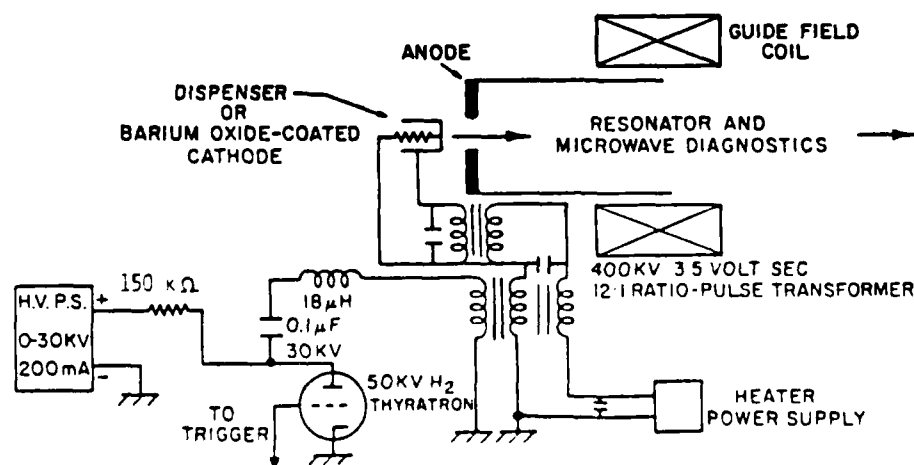 GUIDE FIELD
COIL
ANODE
DISPENSER
OR
BARIUM OXIDE-COATED
CATHODE
RESONATOR AND
MICROWAVE DIAGNOSTICS
400KV 3.5 VOLT SEC
12:1 RATIO-PULSE TRANSFORMER
150 KΩ
H.V. P.S. +
0-30KV
200mA -
18μH
0.1μF
30KV
50KV H2
THYRATRON
TO
TRIGGER
HEATER
POWER SUPPLY